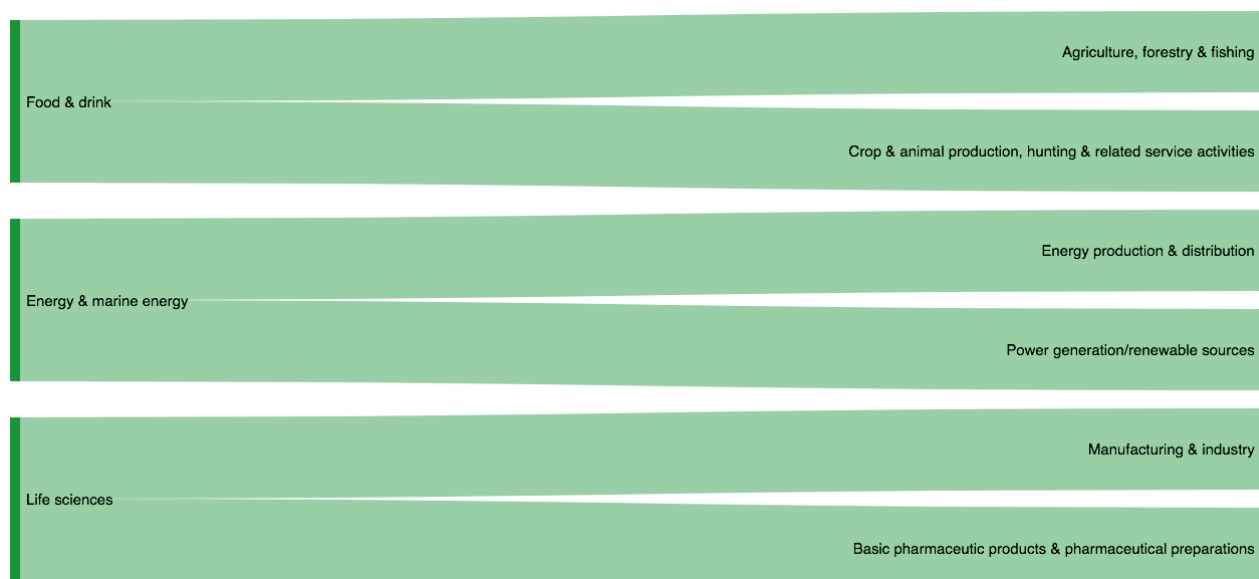 Agriculture, forestry & fishing
Food & drink
Crop & animal production, hunting & related service activities
Energy production & distribution
Energy & marine energy
Power generation/renewable sources
Manufacturing & industry
Life sciences
Basic pharmaceutic products & pharmaceutical preparations